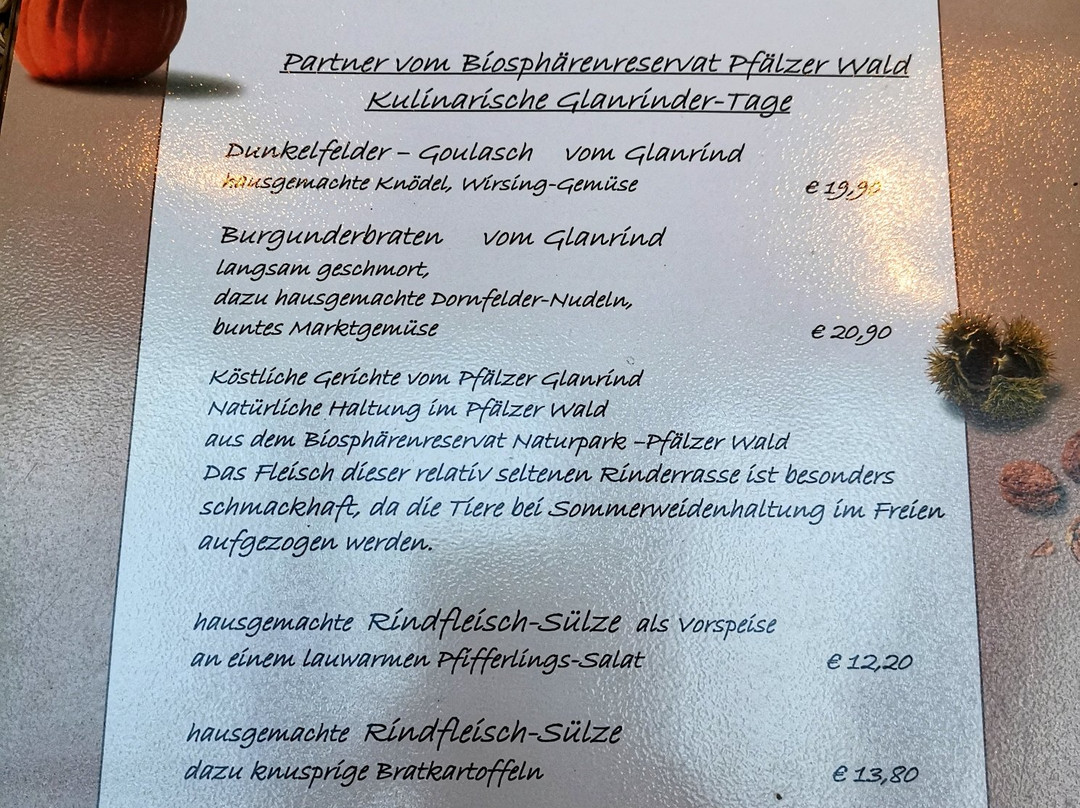 Partner vom Biosphärenreservat Pfälzer Wald
Kulinarische Glanrinder-Tage
Dunkelfelder – Goulasch vom Glanrind
hausgemachte Knödel, Wirsing-Gemüse € 19,90
Burgunderbraten vom Glanrind
langsam geschmort,
dazu hausgemachte Dornfelder-Nudeln,
buntes Marktgemüse € 20,90
Köstliche Gerichte vom Pfälzer Glanrind
Natürliche Haltung im Pfälzer Wald
aus dem Biosphärenreservat Naturpark –Pfälzer Wald
Das Fleisch dieser relativ seltenen Rinderrasse ist besonders
schmackhaft, da die Tiere bei Sommerweidenhaltung im Freien
aufgezogen werden.
hausgemachte Rindfleisch-Sülze als Vorspeise
an einem lauwarmen Pfifferlings-Salat € 12,20
hausgemachte Rindfleisch-Sülze
dazu knusprige Bratkartoffeln € 13,80